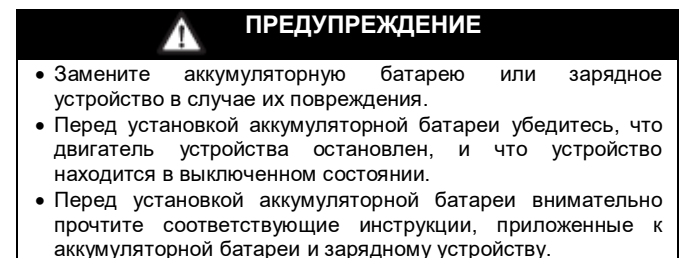 ПРЕДУПРЕЖДЕНИЕ
• Замените аккумуляторную батарею или зарядное
устройство в случае их повреждения.
• Перед установкой аккумуляторной батареи убедитесь, что
двигатель устройства остановлен, и что устройство
находится в выключенном состоянии.
• Перед установкой аккумуляторной батареи внимательно
прочтите соответствующие инструкции, приложенные к
аккумуляторной батареи и зарядному устройству.